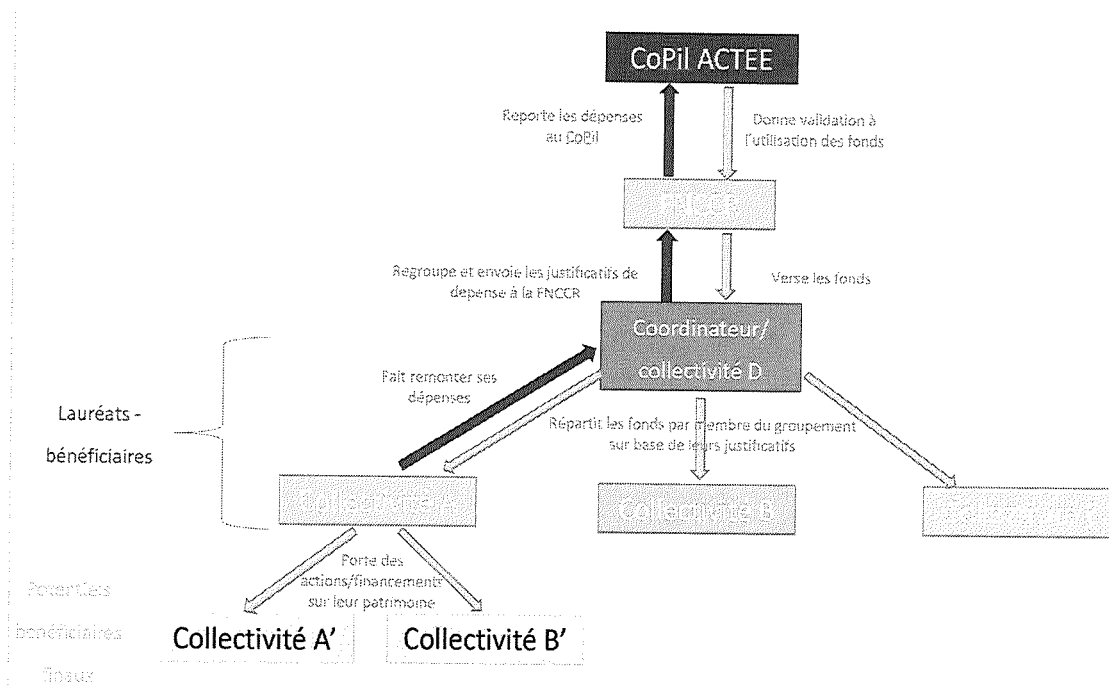 CoPil ACTEE
Reporte les dépenses
au CoPil
Donne validation à
l'utilisation des fonds
FNCCR
Regroupe et envoie les justificatifs de
dépense à la FNCCR
Verse les fonds
Coordinateur/
collectivité D
Fait remonter ses
dépenses
Lauréats -
bénéficiaires
Répartit les fonds par membre du groupement
sur base de leurs justificatifs
Collectivité A
Collectivité B
Porte des
actions/financements
sur leur patrimoine
Potentiels
bénéficiaires
finaux
Collectivité A'
Collectivité B'